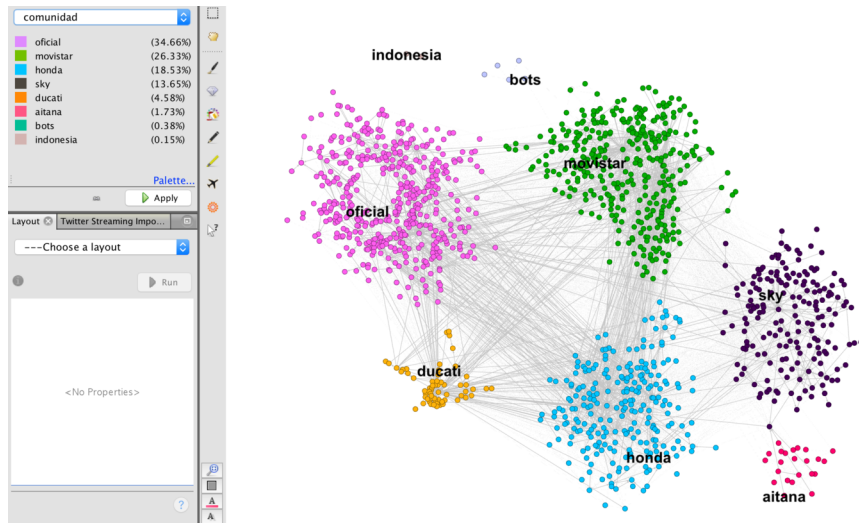 comunidad
oficial (34.66%)
movistar (26.33%)
honda (18.53%)
sky (13.65%)
ducati (4.58%)
aitana (1.73%)
bots (0.38%)
indonesia (0.15%)
Palette...
Apply
Layout Twitter Streaming Impo...
---Choose a layout
Run
<No Properties>
?
A
A
indonesia
bots
movistar
oficial
sky
ducati
honda
aitana